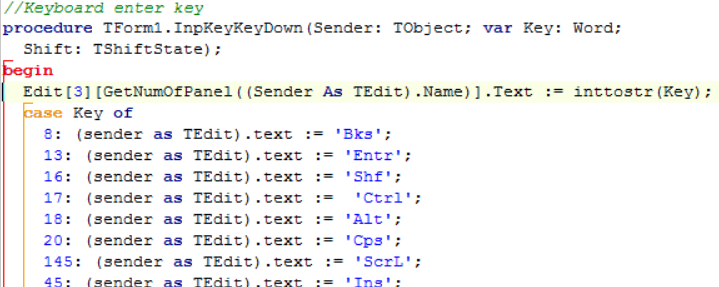 //Keyboard enter key
procedure TForm1.InpKeyKeyDown(Sender: TObject; var Key: Word;
  Shift: TShiftState);
begin
  Edit[3][GetNumOfPanel((Sender As TEdit).Name)].Text := inttostr(Key);
  case Key of
    8: (sender as TEdit).text := 'Bks';
    13: (sender as TEdit).text := 'Entr';
    16: (sender as TEdit).text := 'Shf';
    17: (sender as TEdit).text :=  'Ctrl';
    18: (sender as TEdit).text := 'Alt';
    20: (sender as TEdit).text := 'Cps';
    145: (sender as TEdit).text := 'ScrL';
    45: (sender as TEdit).text := 'Ins';